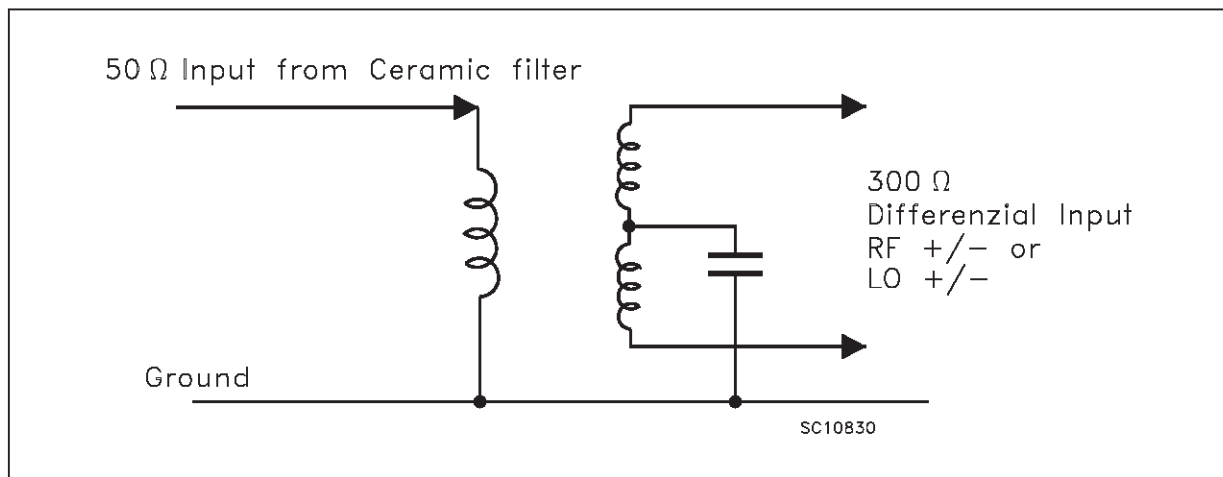 50 Ω Input from Ceramic filter
300 Ω
Differenzial Input
RF +/− or
LO +/−
Ground
SC10830